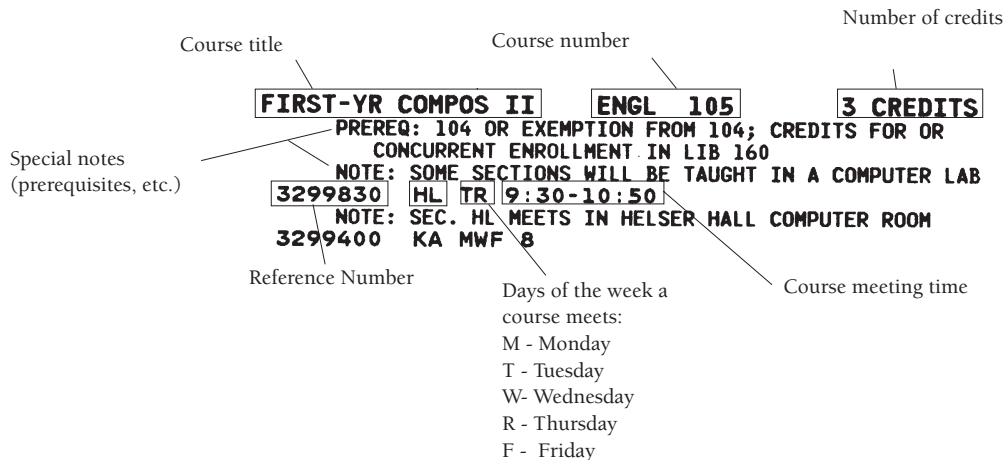 Number of credits
Course title
Course number
FIRST-YR COMPOS II ENGL 105 3 CREDITS
PREREQ: 104 OR EXEMPTION FROM 104; CREDITS FOR OR
CONCURRENT ENROLLMENT IN LIB 160
Special notes
(prerequisites, etc.)
NOTE: SOME SECTIONS WILL BE TAUGHT IN A COMPUTER LAB
3299830 HL TR 9:30-10:50
NOTE: SEC. HL MEETS IN HELSER HALL COMPUTER ROOM
3299400 KA MWF 8
Reference Number
Days of the week a
course meets:
M - Monday
T - Tuesday
W- Wednesday
R - Thursday
F - Friday
Course meeting time